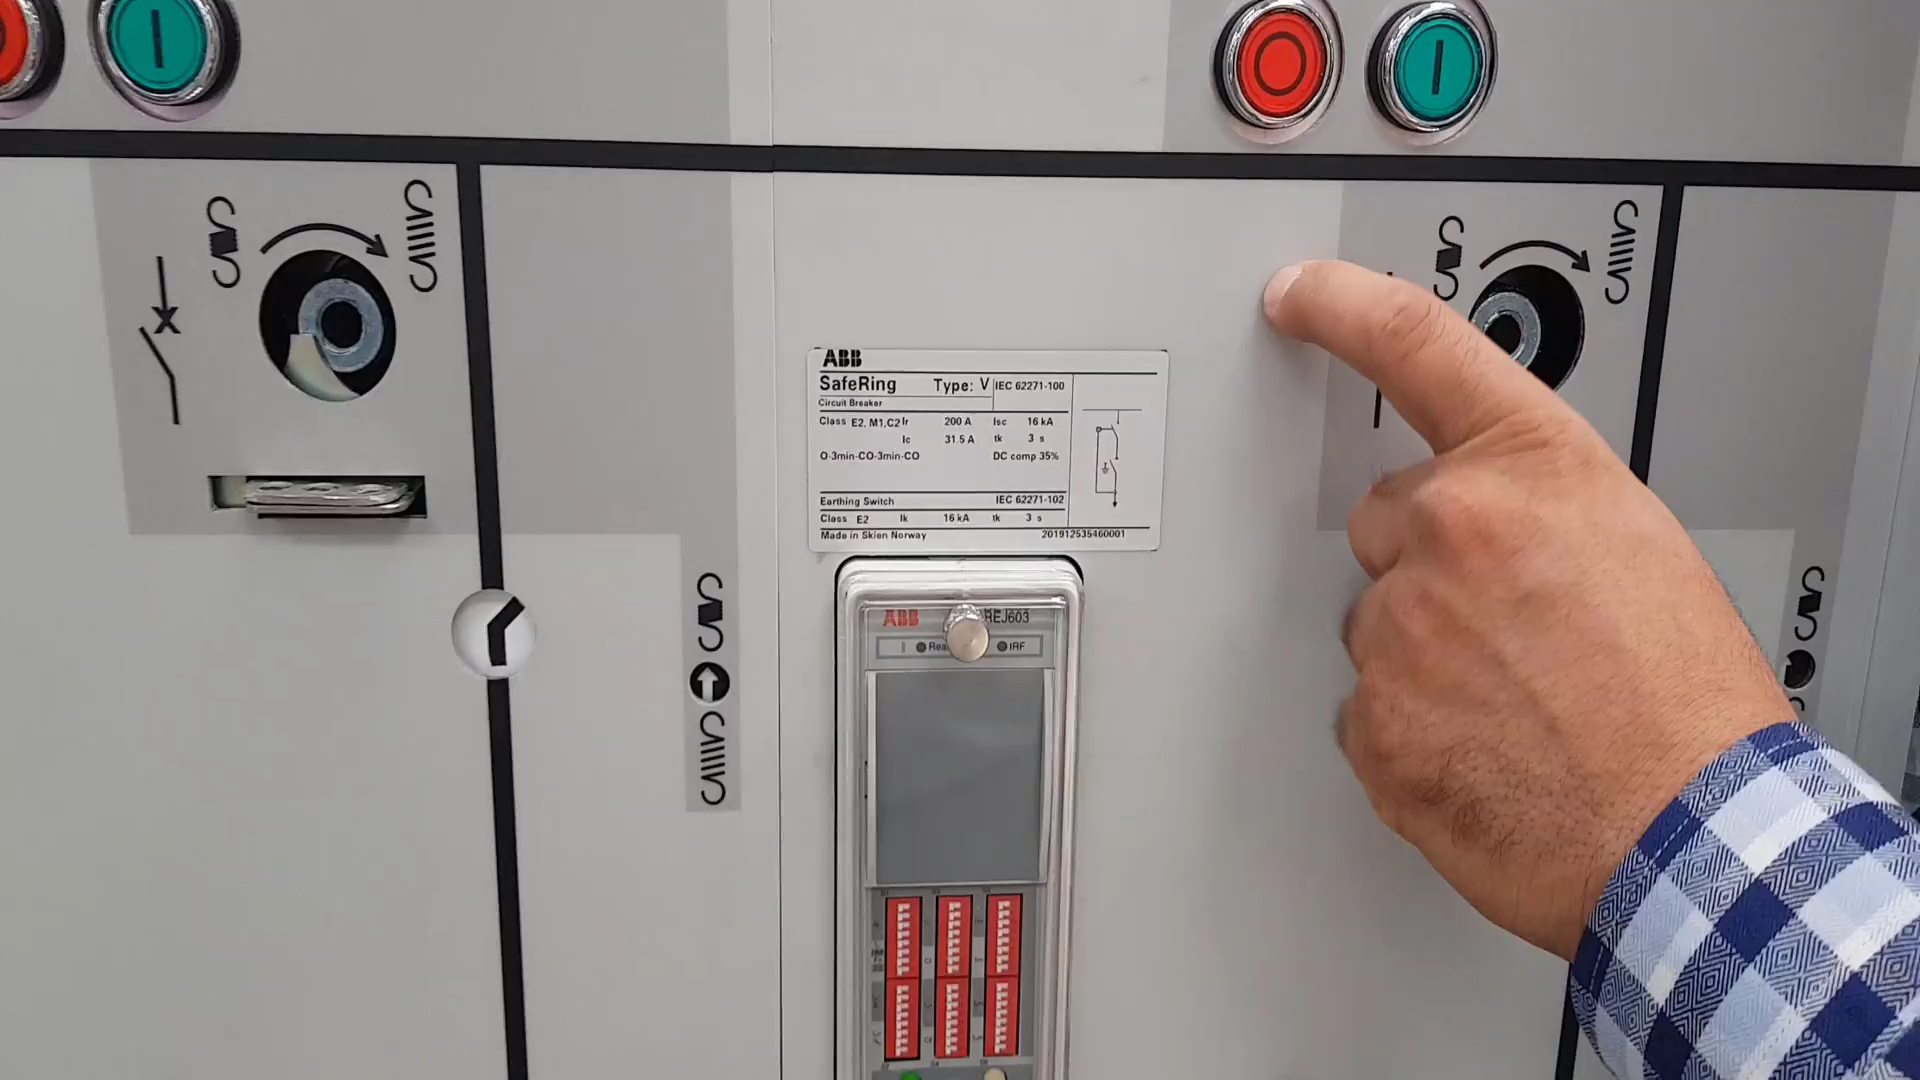 ABB
SafeRing Type: V IEC 62271-100
Circuit Breaker
Class E2, M1,C2 Ir 200 A Isc 16 kA
Ic 31.5 A tk 3 s
O-3min-CO-3min-CO DC comp 35%
Earthing Switch IEC 62271-102
Class E2 Ik 16 kA tk 3 s
Made in Skien Norway 201912535460001
ABB REJ603
IRF